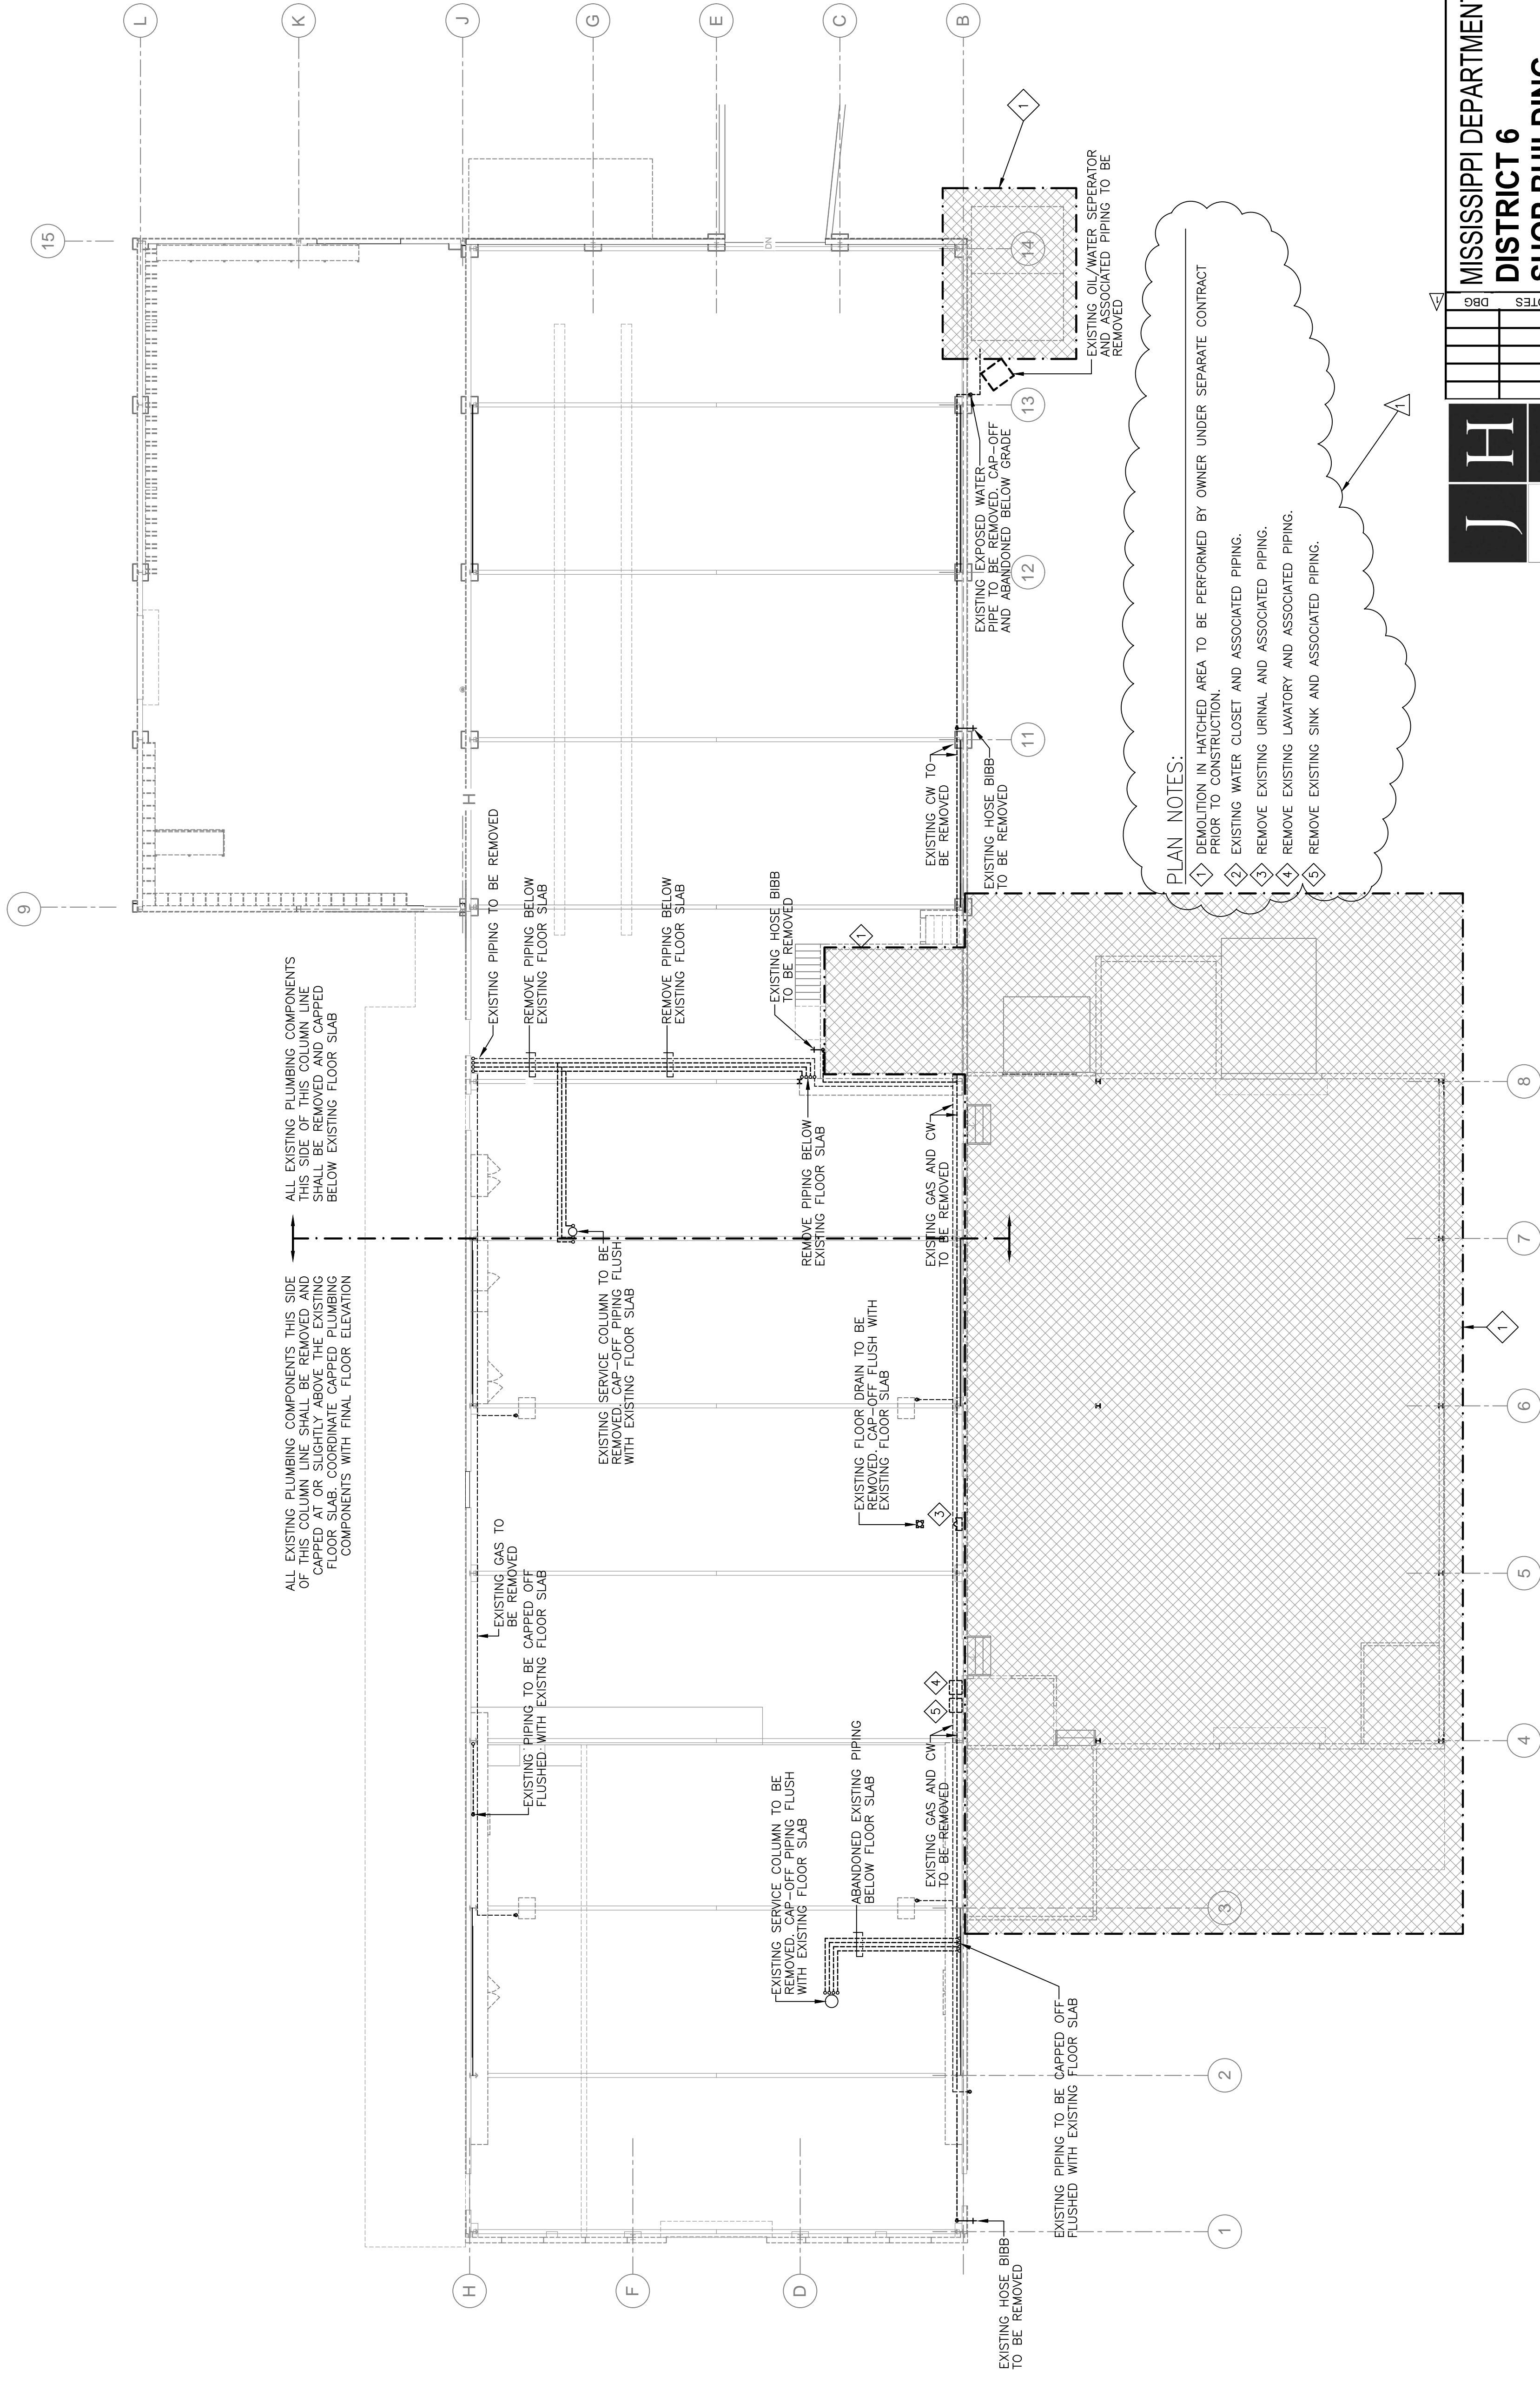 15
9
L
K
J
G
E
C
B
H
F
D
H
DN
ALL EXISTING PLUMBING COMPONENTS THIS SIDE
OF THIS COLUMN LINE SHALL BE REMOVED AND
CAPPED AT OR SLIGHTLY ABOVE THE EXISTING
FLOOR SLAB. COORDINATE CAPPED PLUMBING
COMPONENTS WITH FINAL FLOOR ELEVATION
ALL EXISTING PLUMBING COMPONENTS
THIS SIDE OF THIS COLUMN LINE
SHALL BE REMOVED AND CAPPED
BELOW EXISTING FLOOR SLAB
EXISTING GAS TO
BE REMOVED
EXISTING PIPING TO BE CAPPED OFF
FLUSHED WITH EXISTNG FLOOR SLAB
EXISTING PIPING TO BE REMOVED
REMOVE PIPING BELOW
EXISTING FLOOR SLAB
REMOVE PIPING BELOW
EXISTING FLOOR SLAB
EXISTING HOSE BIBB
TO BE REMOVED
1
EXISTING SERVICE COLUMN TO BE
REMOVED. CAP-OFF PIPING FLUSH
WITH EXISTING FLOOR SLAB
REMOVE PIPING BELOW
EXISTING FLOOR SLAB
EXISTING GAS AND CW
TO BE REMOVED
EXISTING FLOOR DRAIN TO BE
REMOVED. CAP-OFF FLUSH WITH
EXISTING FLOOR SLAB
3
4
5
EXISTING SERVICE COLUMN TO BE
REMOVED. CAP-OFF PIPING FLUSH
WITH EXISTING FLOOR SLAB
ABANDONED EXISTING PIPING
BELOW FLOOR SLAB
EXISTING GAS AND CW
TO BE REMOVED
EXISTING CW TO
BE REMOVED
EXISTING HOSE BIBB
TO BE REMOVED
EXISTING EXPOSED WATER
PIPE TO BE REMOVED. CAP-OFF
AND ABANDONED BELOW GRADE
EXISTING OIL/WATER SEPERATOR
AND ASSOCIATED PIPING TO BE
REMOVED
1
EXISTING HOSE BIBB
TO BE REMOVED
EXISTING PIPING TO BE CAPPED OFF
FLUSHED WITH EXISTING FLOOR SLAB
11
12
13
14
1
2
3
4
5
6
7
8
1
PLAN NOTES:
1 DEMOLITION IN HATCHED AREA TO BE PERFORMED BY OWNER UNDER SEPARATE CONTRACT
PRIOR TO CONSTRUCTION.
2 EXISTING WATER CLOSET AND ASSOCIATED PIPING.
3 REMOVE EXISTING URINAL AND ASSOCIATED PIPING.
4 REMOVE EXISTING LAVATORY AND ASSOCIATED PIPING.
5 REMOVE EXISTING SINK AND ASSOCIATED PIPING.
1
1
J H
DBG
MISSISSIPPI DEPARTMENT
DISTRICT 6
SHOP BUILDING